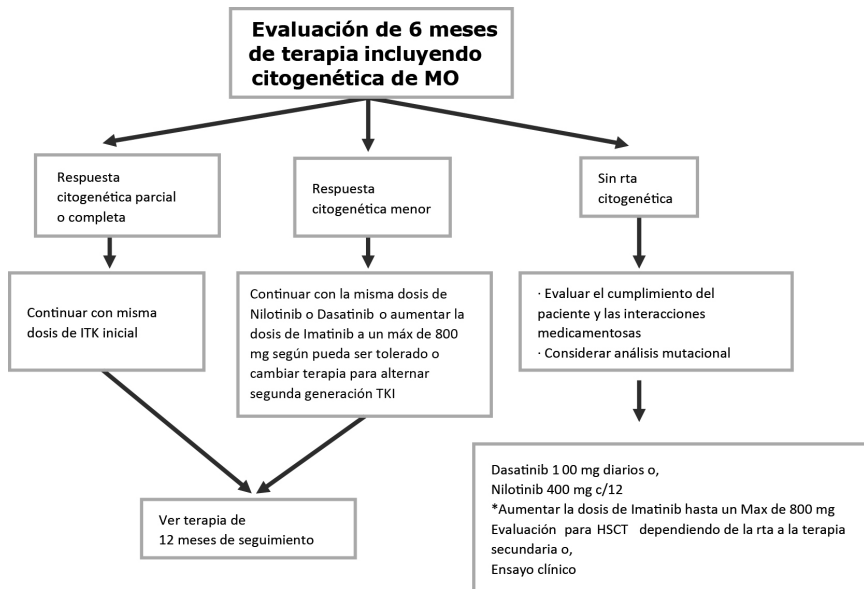 Evaluación de 6 meses
de terapia incluyendo
citogenética de MO
Respuesta
citogenética parcial
o completa
Respuesta
citogenética menor
Sin rta
citogenética
Continuar con misma
dosis de ITK inicial
Continuar con la misma dosis de
Nilotinib o Dasatinib o aumentar la
dosis de Imatinib a un máx de 800
mg según pueda ser tolerado o
cambiar terapia para alternar
segunda generación TKI
· Evaluar el cumplimiento del
paciente y las interacciones
medicamentosas
· Considerar análisis mutacional
Ver terapia de
12 meses de seguimiento
Dasatinib 100 mg diarios o,
Nilotinib 400 mg c/12
*Aumentar la dosis de Imatinib hasta un Max de 800 mg
Evaluación para HSCT dependiendo de la rta a la terapia
secundaria o,
Ensayo clínico